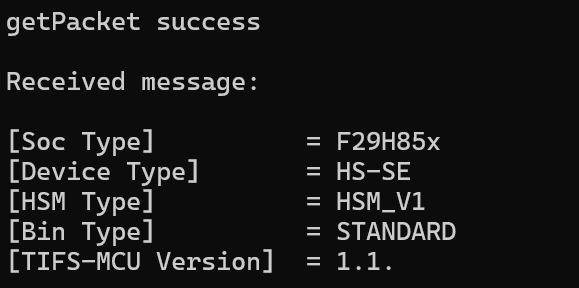 getPacket success
Received message:
[Soc Type] = F29H85x
[Device Type] = HS-SE
[HSM Type] = HSM_V1
[Bin Type] = STANDARD
[TIFS-MCU Version] = 1.1.